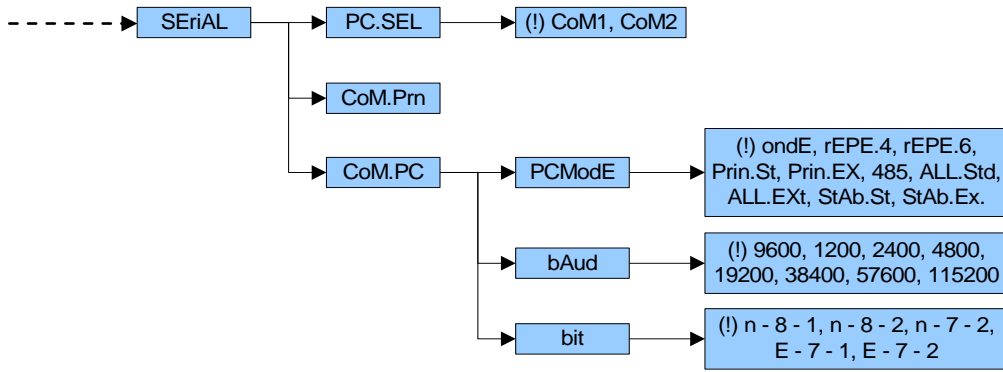 SEriAL
PC.SEL
(!) CoM1, CoM2
CoM.Prn
CoM.PC
PCModE
(!) ondE, rEPE.4, rEPE.6,
Prin.St, Prin.EX, 485, ALL.Std,
ALL.EXt, StAb.St, StAb.Ex.
bAud
(!) 9600, 1200, 2400, 4800,
19200, 38400, 57600, 115200
bit
(!) n - 8 - 1, n - 8 - 2, n - 7 - 2,
E - 7 - 1, E - 7 - 2